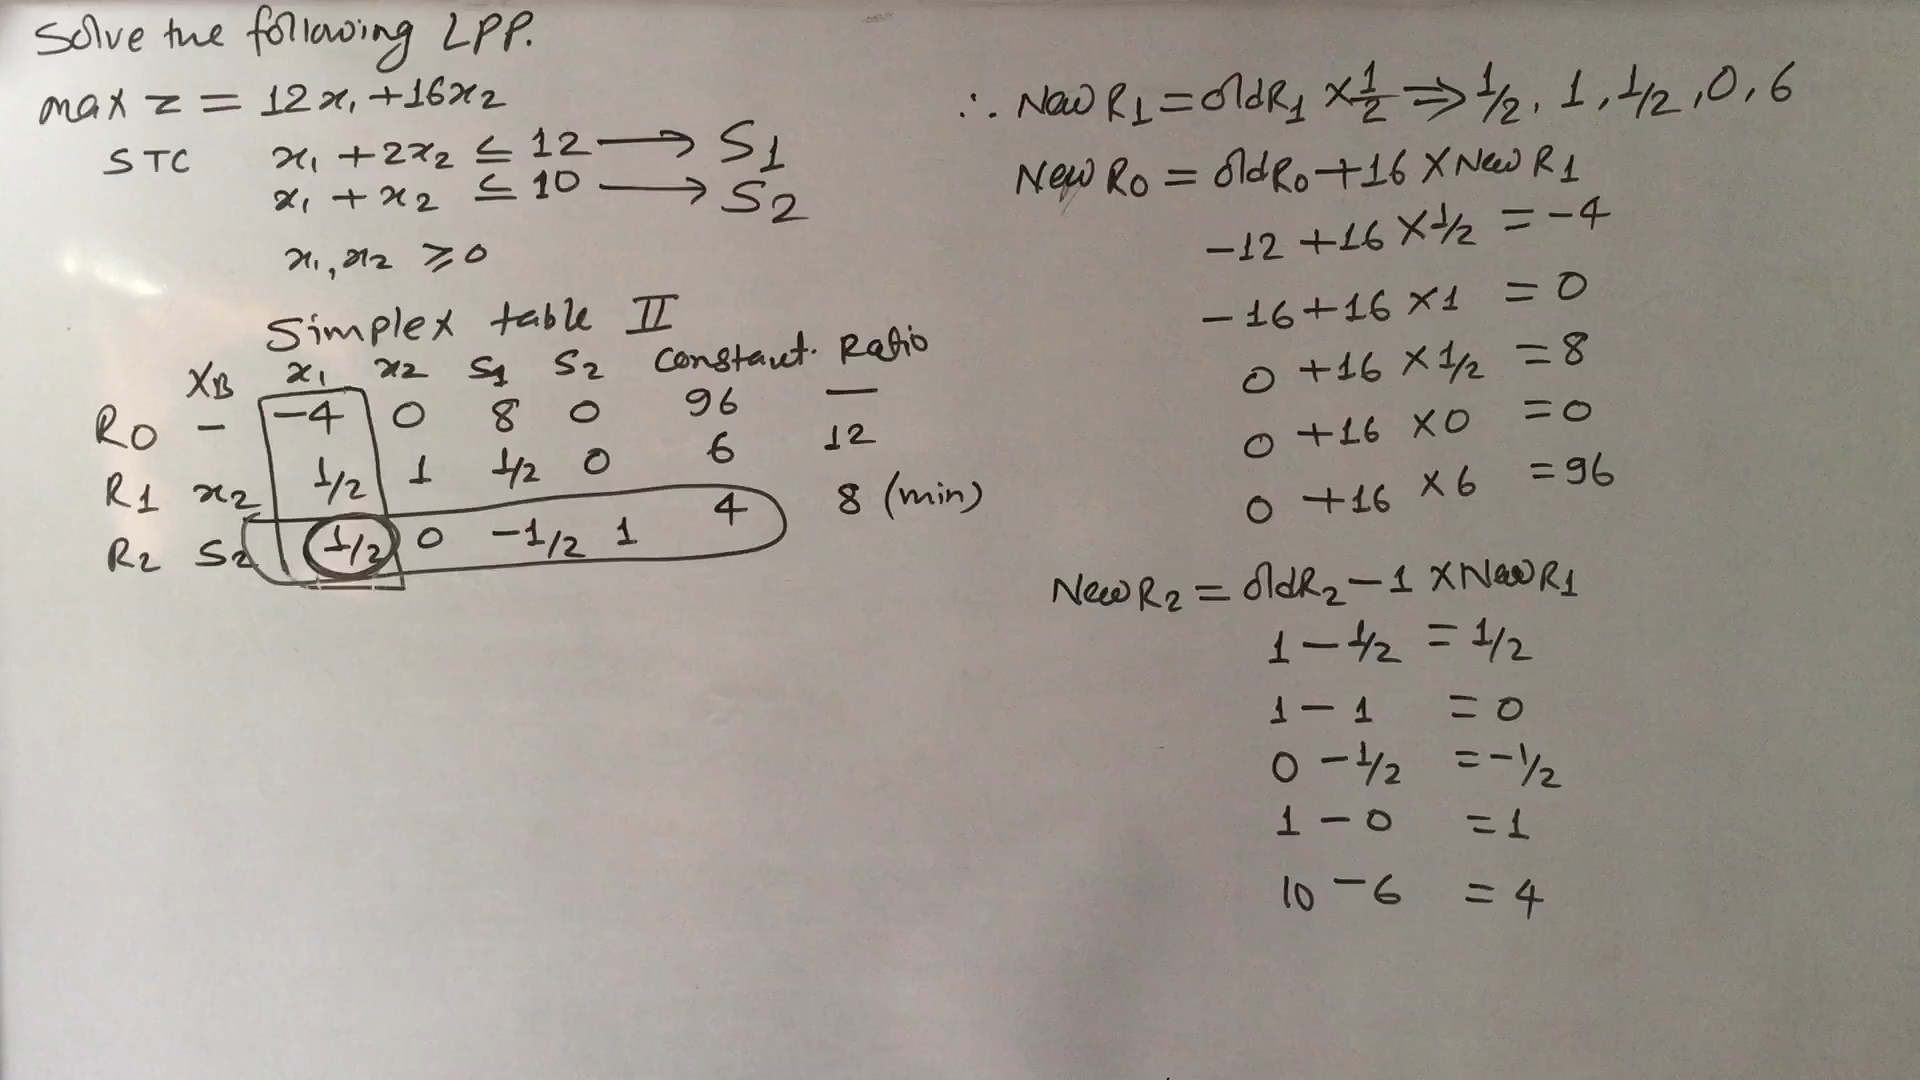 Solve the following LPP.
max z = 12x₁ + 16x₂
STC x₁ + 2x₂ ≤ 12 → S1
x₁ + x₂ ≤ 10 → S2
x₁, x₂ ≥ 0
Simplex table II
XB x₁ x₂ S1 S2 Constant. Ratio
R0 – -4 0 8 0 96 —
R1 x₂ 1/2 1 1/2 0 6 12
R2 S2 1/2 0 -1/2 1 4 8 (min)
∴ New R1 = old R1 × 1/2 ⇒ 1/2, 1, 1/2, 0, 6
New R0 = old R0 + 16 × New R1
-12 + 16 × 1/2 = -4
-16 + 16 × 1 = 0
0 + 16 × 1/2 = 8
0 + 16 × 0 = 0
0 + 16 × 6 = 96
New R2 = old R2 - 1 × New R1
1 - 1/2 = 1/2
1 - 1 = 0
0 - 1/2 = -1/2
1 - 0 = 1
10 - 6 = 4